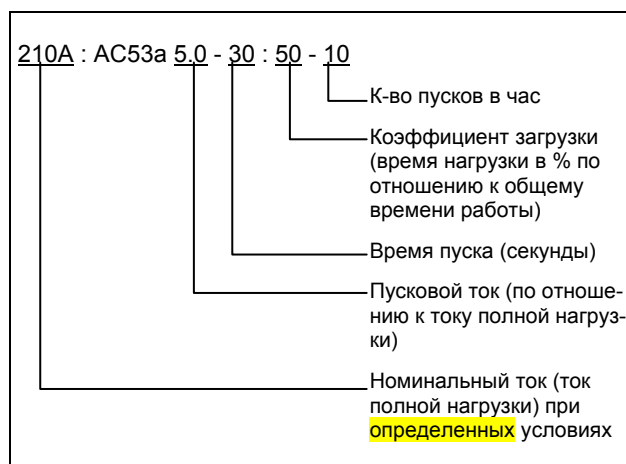 210A : AC53a 5.0 - 30 : 50 - 10
К-во пусков в час
Коэффициент загрузки
(время нагрузки в % по
отношению к общему
времени работы)
Время пуска (секунды)
Пусковой ток (по отноше-
нию к току полной нагруз-
ки)
Номинальный ток (ток
полной нагрузки) при
определенных условиях